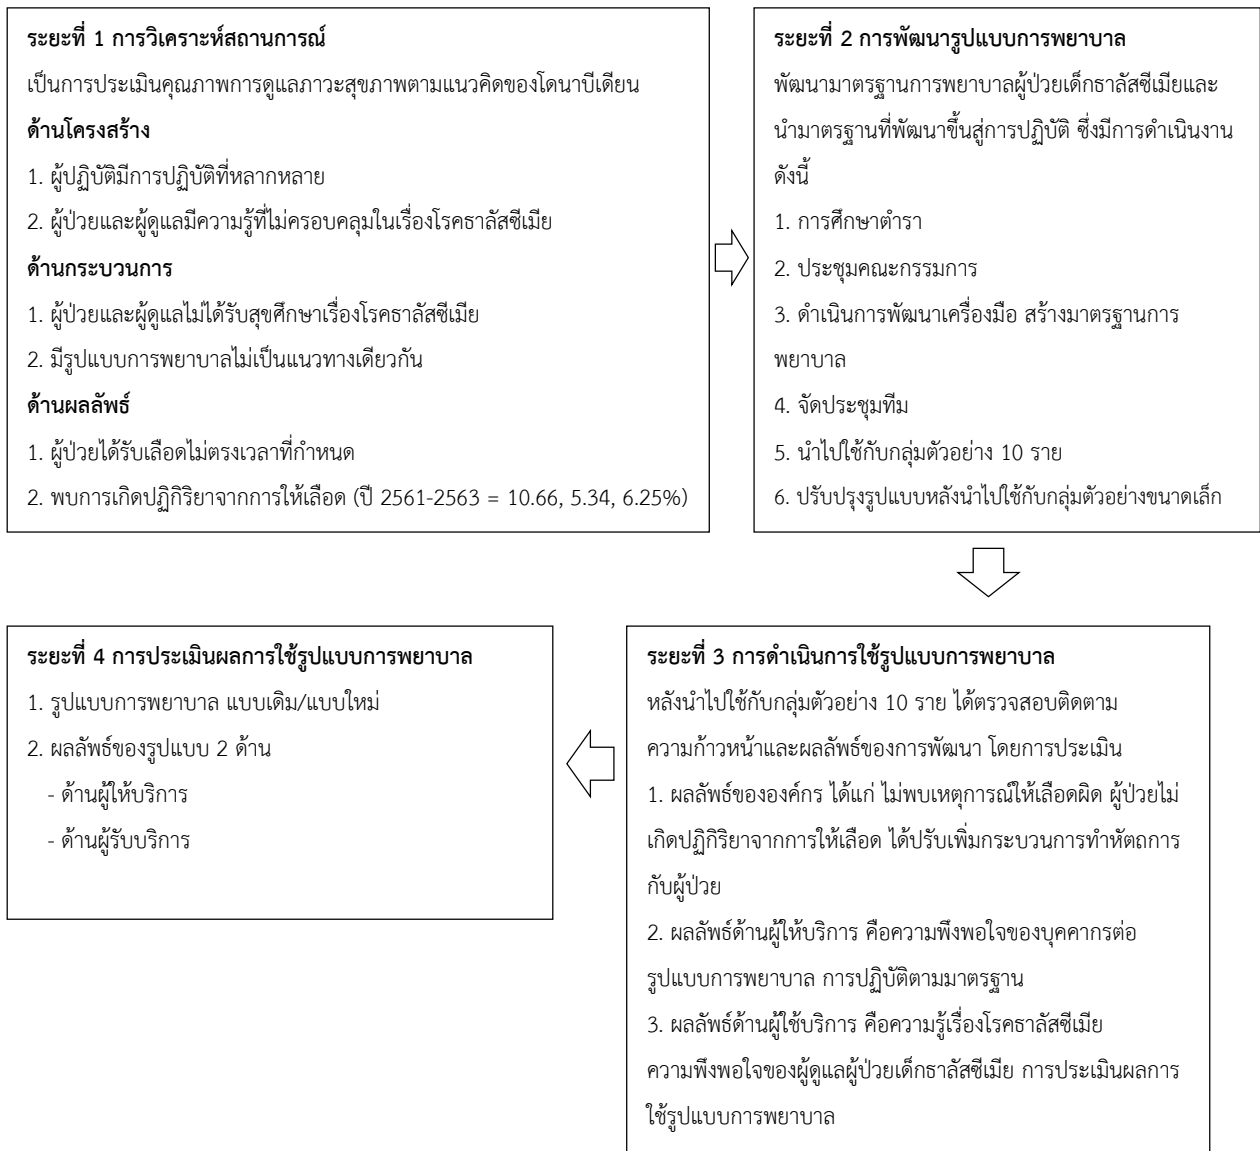 ระยะที่ 1 การวิเคราะห์สถานการณ์
เป็นการประเมินคุณภาพการดูแลภาวะสุขภาพตามแนวคิดของโดนาบีเดียน
ด้านโครงสร้าง
1. ผู้ปฏิบัติมีการปฏิบัติที่หลากหลาย
2. ผู้ป่วยและผู้ดูแลมีความรู้ที่ไม่ครอบคลุมในเรื่องโรคธาลัสซีเมีย
ด้านกระบวนการ
1. ผู้ป่วยและผู้ดูแลไม่ได้รับสุขศึกษาเรื่องโรคธาลัสซีเมีย
2. มีรูปแบบการพยาบาลไม่เป็นแนวทางเดียวกัน
ด้านผลลัพธ์
1. ผู้ป่วยได้รับเลือดไม่ตรงเวลาที่กำหนด
2. พบการเกิดปฏิกิริยาจากการให้เลือด (ปี 2561-2563 = 10.66, 5.34, 6.25%)
ระยะที่ 2 การพัฒนารูปแบบการพยาบาล
พัฒนามาตรฐานการพยาบาลผู้ป่วยเด็กธาลัสซีเมียและ
นำมาตรฐานที่พัฒนาขึ้นสู่การปฏิบัติ ซึ่งมีการดำเนินงาน
ดังนี้
1. การศึกษาตำรา
2. ประชุมคณะกรรมการ
3. ดำเนินการพัฒนาเครื่องมือ สร้างมาตรฐานการ
พยาบาล
4. จัดประชุมทีม
5. นำไปใช้กับกลุ่มตัวอย่าง 10 ราย
6. ปรับปรุงรูปแบบหลังนำไปใช้กับกลุ่มตัวอย่างขนาดเล็ก
ระยะที่ 3 การดำเนินการใช้รูปแบบการพยาบาล
หลังนำไปใช้กับกลุ่มตัวอย่าง 10 ราย ได้ตรวจสอบติดตาม
ความก้าวหน้าและผลลัพธ์ของการพัฒนา โดยการประเมิน
1. ผลลัพธ์ขององค์กร ได้แก่ ไม่พบเหตุการณ์ให้เลือดผิด ผู้ป่วยไม่
เกิดปฏิกิริยาจากการให้เลือด ได้ปรับเพิ่มกระบวนการทำหัตถการ
กับผู้ป่วย
2. ผลลัพธ์ด้านผู้ให้บริการ คือความพึงพอใจของบุคคากรต่อ
รูปแบบการพยาบาล การปฏิบัติตามมาตรฐาน
3. ผลลัพธ์ด้านผู้ใช้บริการ คือความรู้เรื่องโรคธาลัสซีเมีย
ความพึงพอใจของผู้ดูแลผู้ป่วยเด็กธาลัสซีเมีย การประเมินผลการ
ใช้รูปแบบการพยาบาล
ระยะที่ 4 การประเมินผลการใช้รูปแบบการพยาบาล
1. รูปแบบการพยาบาล แบบเดิม/แบบใหม่
2. ผลลัพธ์ของรูปแบบ 2 ด้าน
- ด้านผู้ให้บริการ
- ด้านผู้รับบริการ